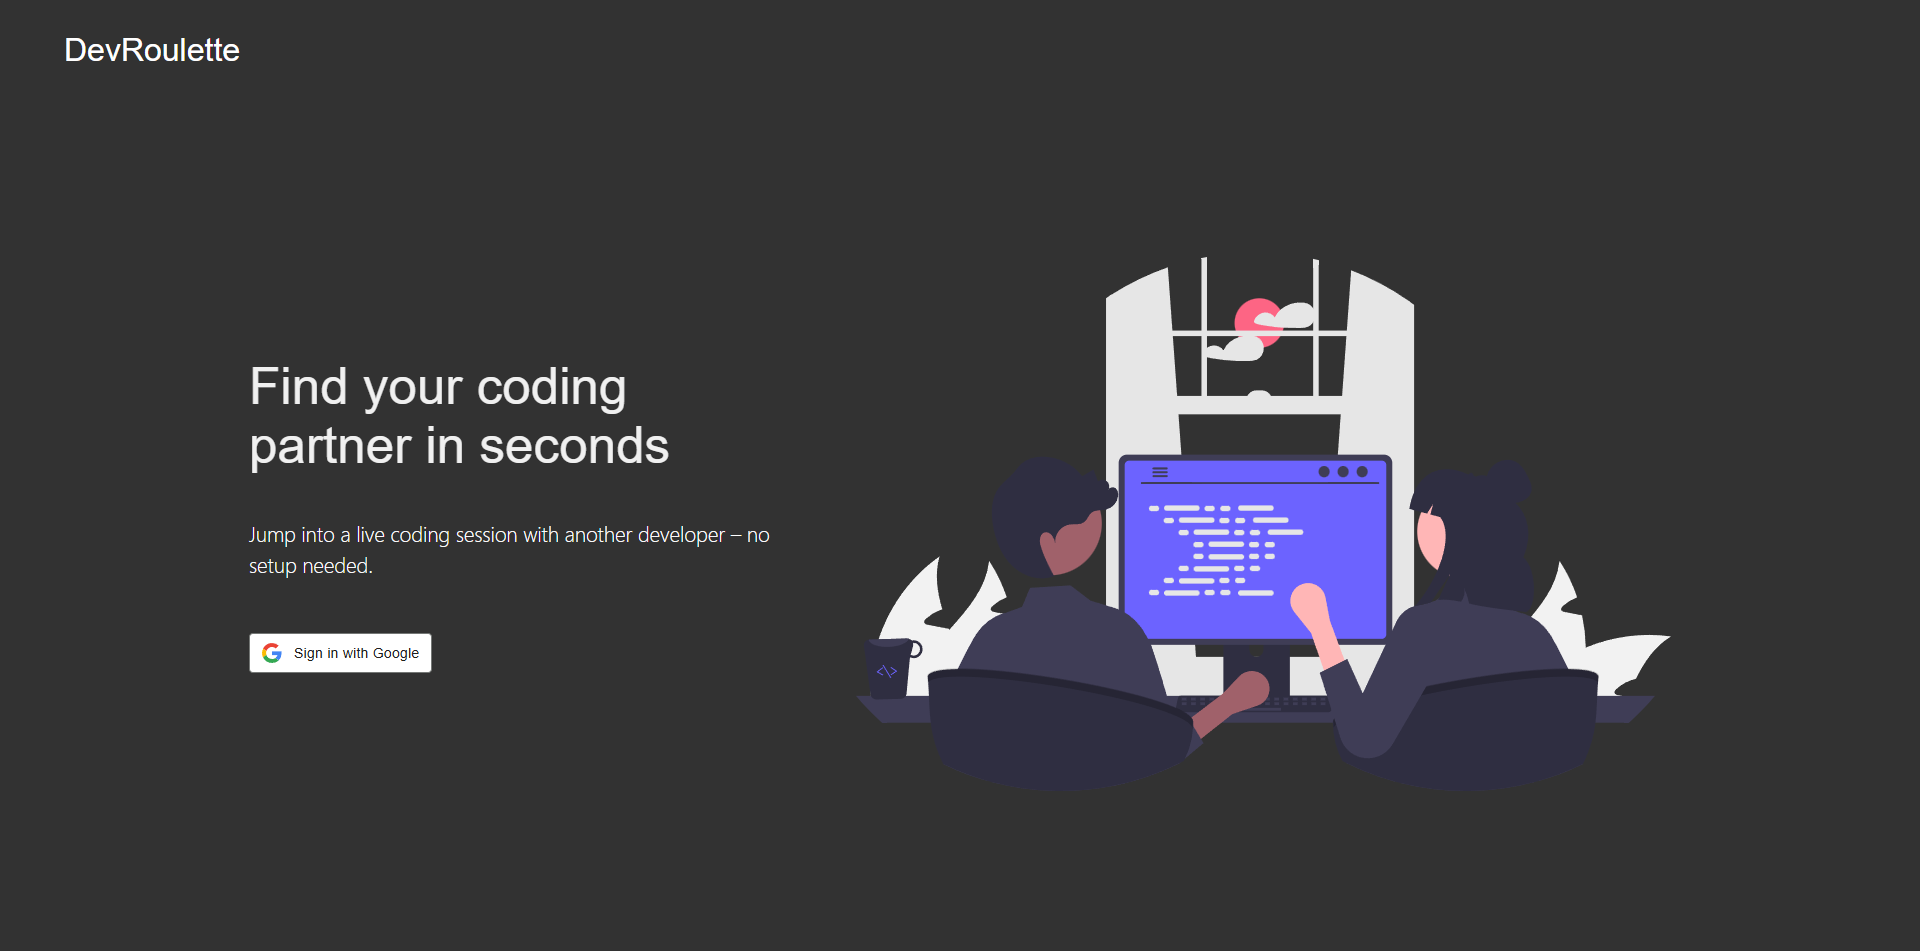 DevRoulette
Find your coding
partner in seconds
Jump into a live coding session with another developer – no
setup needed.
Sign in with Google
<\>